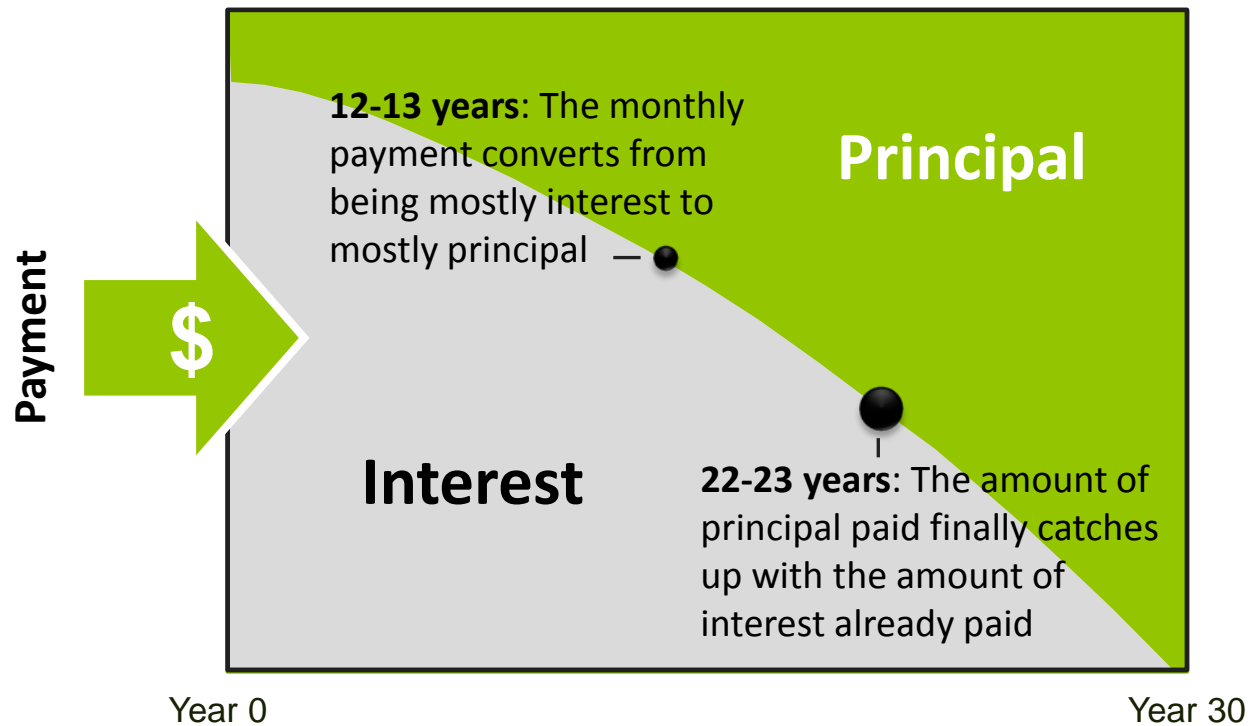 12-13 years: The monthly
payment converts from
being mostly interest to
mostly principal
Principal
Payment
$
Interest
22-23 years: The amount of
principal paid finally catches
up with the amount of
interest already paid
Year 0
Year 30